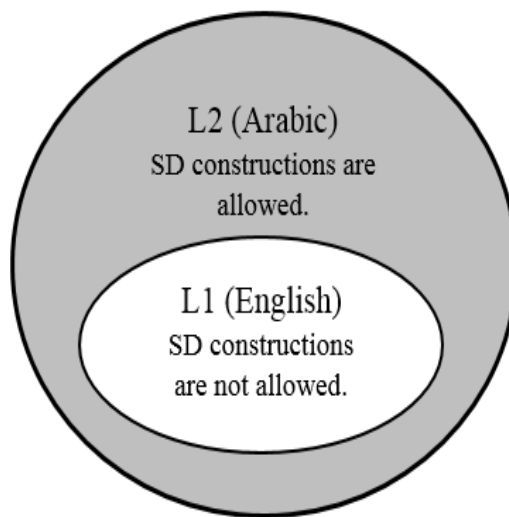 L2 (Arabic)
SD constructions are
allowed.
L1 (English)
SD constructions
are not allowed.